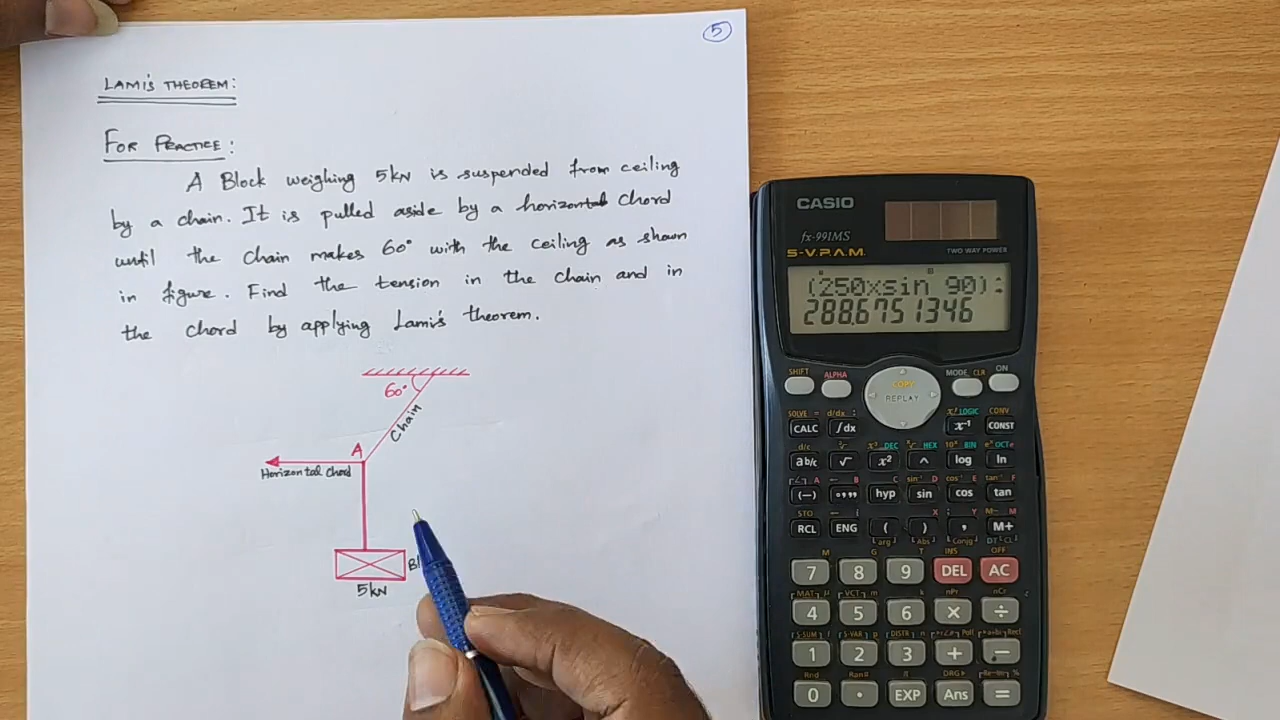 5
LAMI'S THEOREM:
FOR PRACTICE:
A Block weighing 5kN is suspended from ceiling
by a chain. It is pulled aside by a horizontal chord
until the chain makes 60° with the ceiling as shown
in figure. Find the tension in the chain and in
the chord by applying Lami's theorem.
60°
Chain
A
Horizontal Chord
5kN
CASIO
fx-991MS
S-V.P.A.M.
TWO WAY POWER
(250xsin 90)
288.6751346
SHIFT ALPHA MODE CLR ON
COPY
REPLAY
SOLVE = d/dx : x! LOGIC CONV
CALC ∫dx x⁻¹ CONST
ab/c √ x² ^ log ln
(−) °,,, hyp sin cos tan
RCL ENG ( ) , M+
7 8 9 DEL AC
4 5 6 × ÷
1 2 3 + −
0 . EXP Ans =